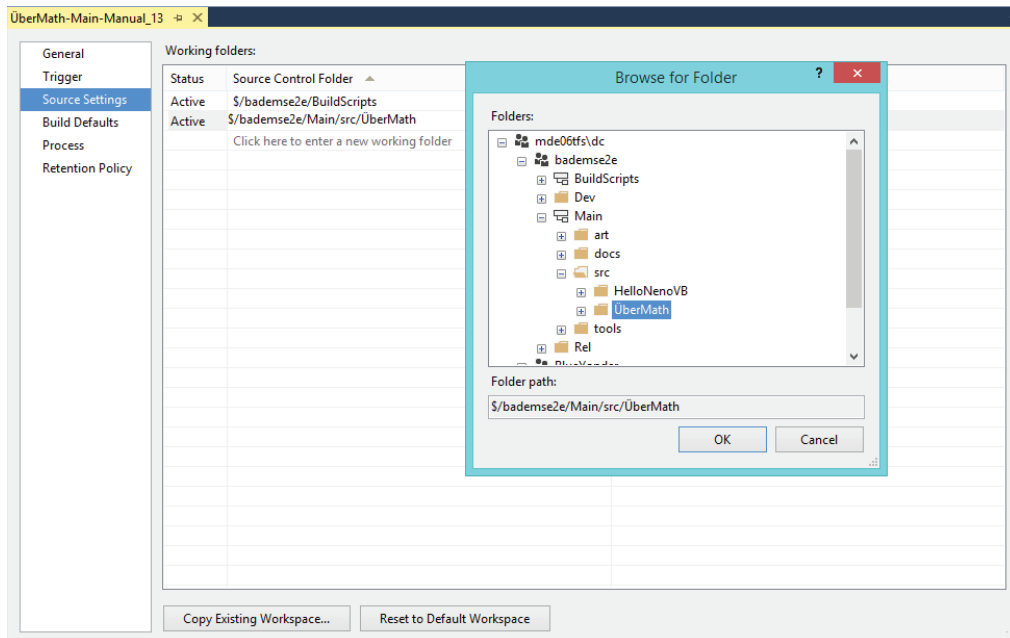 ÜberMath-Main-Manual_13
General
Trigger
Source Settings
Build Defaults
Process
Retention Policy
Working folders:
Status Source Control Folder
Active $/bademse2e/BuildScripts
Active $/bademse2e/Main/src/ÜberMath
Click here to enter a new working folder
Browse for Folder ?
Folders:
mde06tfs\dc
bademse2e
BuildScripts
Dev
Main
art
docs
src
HelloNenoVB
ÜberMath
tools
Rel
Folder path:
$/bademse2e/Main/src/ÜberMath
OK Cancel
Copy Existing Workspace... Reset to Default Workspace